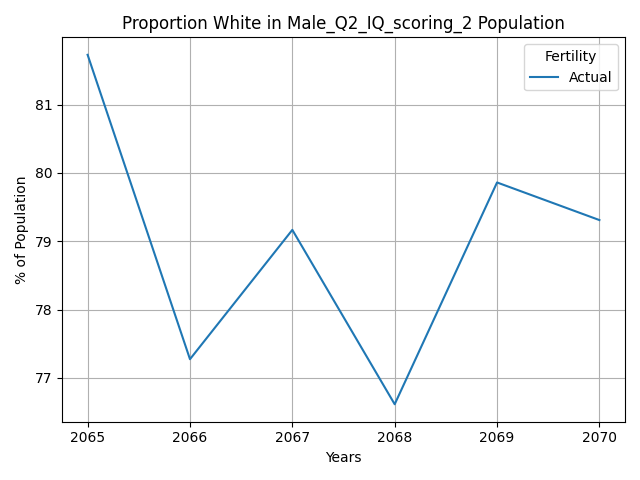 Proportion White in Male_Q2_IQ_scoring_2 Population
Fertility
Actual
81
80
79
78
77
% of Population
2065 2066 2067 2068 2069 2070
Years